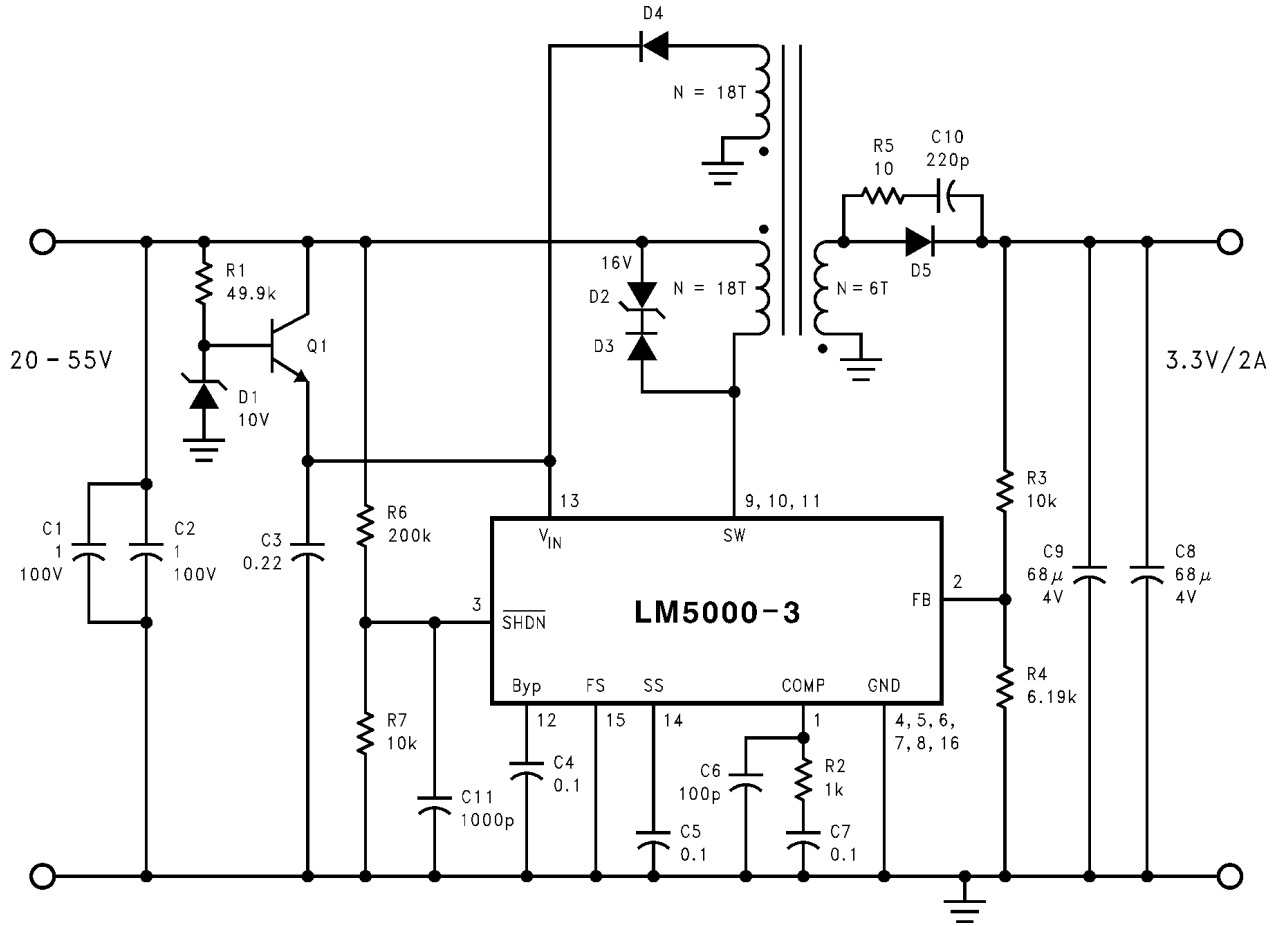 D4
N = 18T
C10
220p
R5
10
D5
R1
49.9k
16V
D2
D3
N = 18T
N = 6T
Q1
20-55V
D1
10V
3.3V/2A
C1
1
100V
C2
1
100V
C3
0.22
R6
200k
13
9, 10, 11
VIN
SW
R3
10k
C9
68μ
4V
C8
68μ
4V
2
FB
3
SHDN
LM5000-3
R4
6.19k
Byp
FS
SS
COMP
GND
12
15
14
1
4, 5, 6,
7, 8, 16
R7
10k
C4
0.1
C6
100p
R2
1k
C11
1000p
C5
0.1
C7
0.1